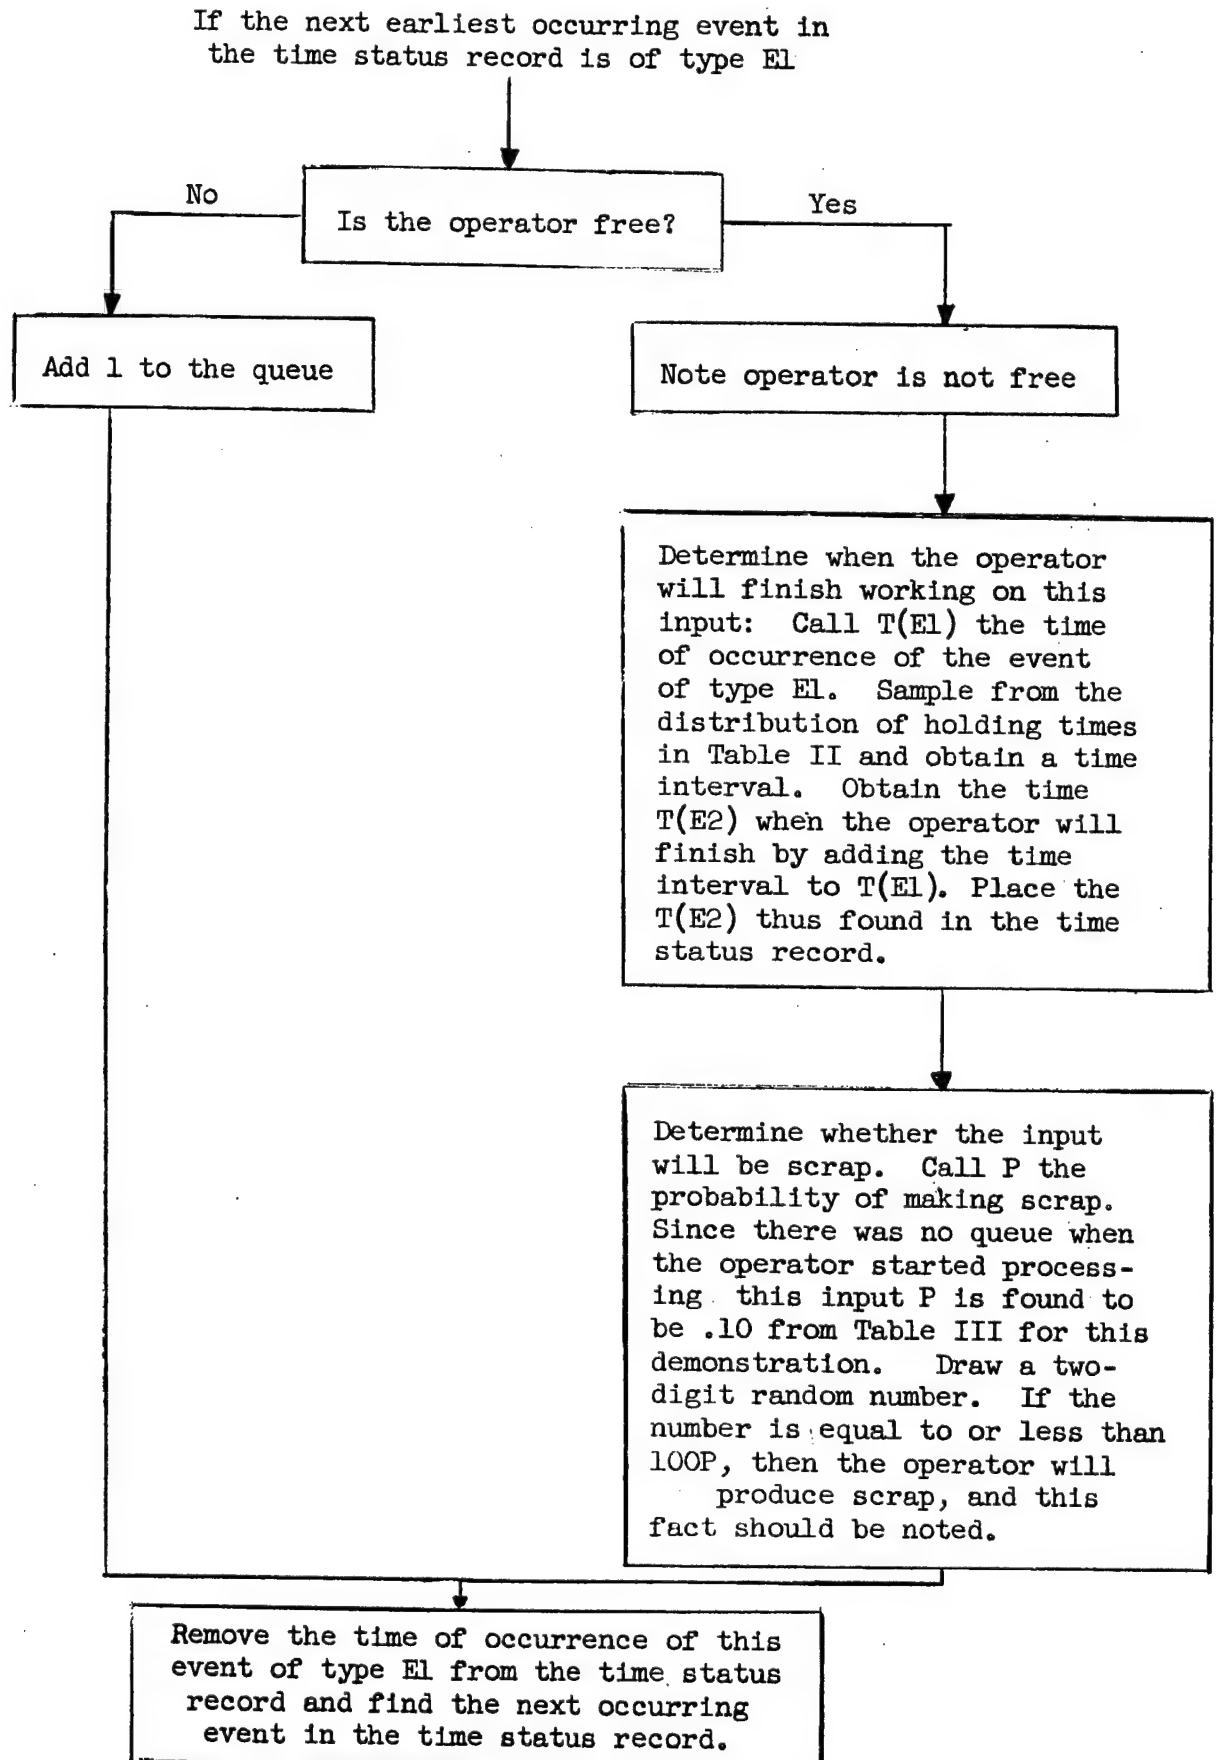 If the next earliest occurring event in
the time status record is of type E1
No
Yes
Is the operator free?
Add 1 to the queue
Note operator is not free
Determine when the operator
will finish working on this
input: Call T(E1) the time
of occurrence of the event
of type E1. Sample from the
distribution of holding times
in Table II and obtain a time
interval. Obtain the time
T(E2) when the operator will
finish by adding the time
interval to T(E1). Place the
T(E2) thus found in the time
status record.
Determine whether the input
will be scrap. Call P the
probability of making scrap.
Since there was no queue when
the operator started process-
ing this input P is found to
be .10 from Table III for this
demonstration. Draw a two-
digit random number. If the
number is equal to or less than
100P, then the operator will
produce scrap, and this
fact should be noted.
Remove the time of occurrence of this
event of type E1 from the time status
record and find the next occurring
event in the time status record.